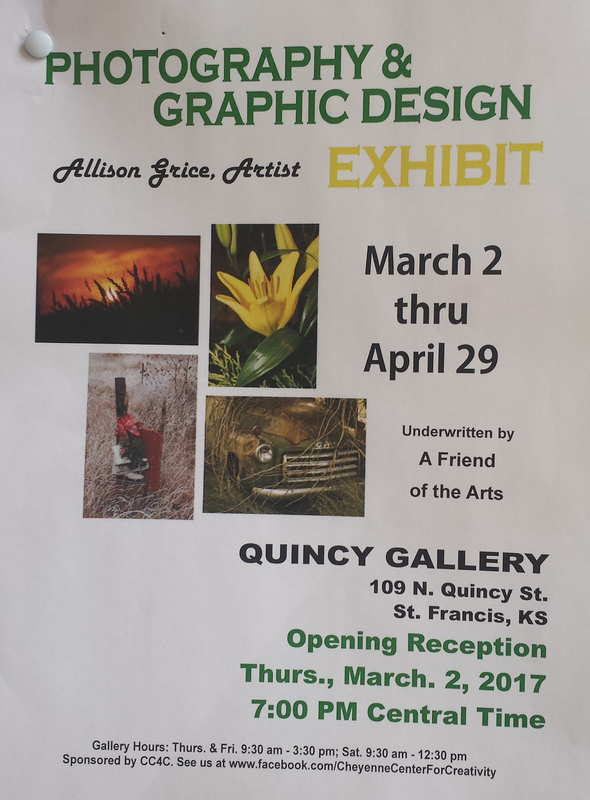 PHOTOGRAPHY &
GRAPHIC DESIGN
Allison Grice, Artist
EXHIBIT
March 2
thru
April 29
Underwritten by
A Friend
of the Arts
QUINCY GALLERY
109 N. Quincy St.
St. Francis, KS
Opening Reception
Thurs., March. 2, 2017
7:00 PM Central Time
Gallery Hours: Thurs. & Fri. 9:30 am - 3:30 pm; Sat. 9:30 am - 12:30 pm
Sponsored by CC4C. See us at www.facebook.com/CheyenneCenterForCreativity